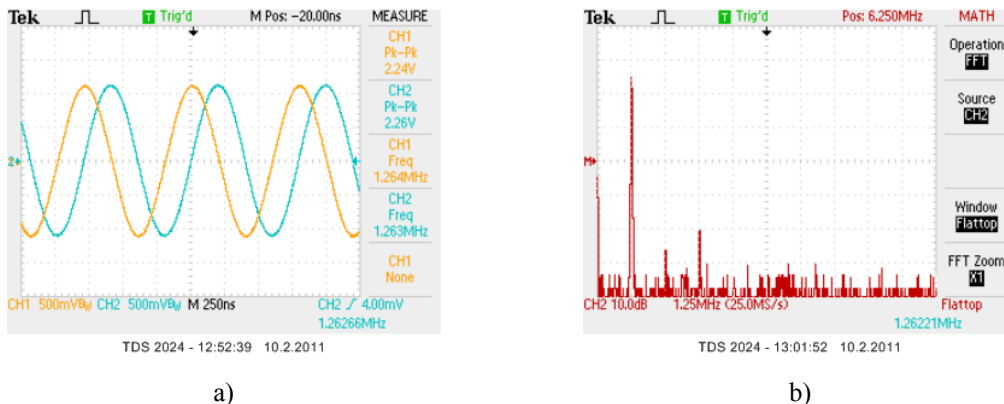 Tek T Trig'd M Pos: -20.00ns MEASURE
CH1
Pk-Pk
2.24V
CH2
Pk-Pk
2.26V
CH1
Freq
1.264MHz
CH2
Freq
1.263MHz
CH1
None
2
CH1 500mVBW CH2 500mVBW M 250ns CH2 4.00mV
1.26266MHz
TDS 2024 - 12:52:39 10.2.2011
a)
Tek T Trig'd Pos: 6.250MHz MATH
Operation
FFT
Source
CH2
M
Window
Flattop
FFT Zoom
X1
CH2 10.0dB 1.25MHz (25.0MS/s) Flattop
1.26221MHz
TDS 2024 - 13:01:52 10.2.2011
b)